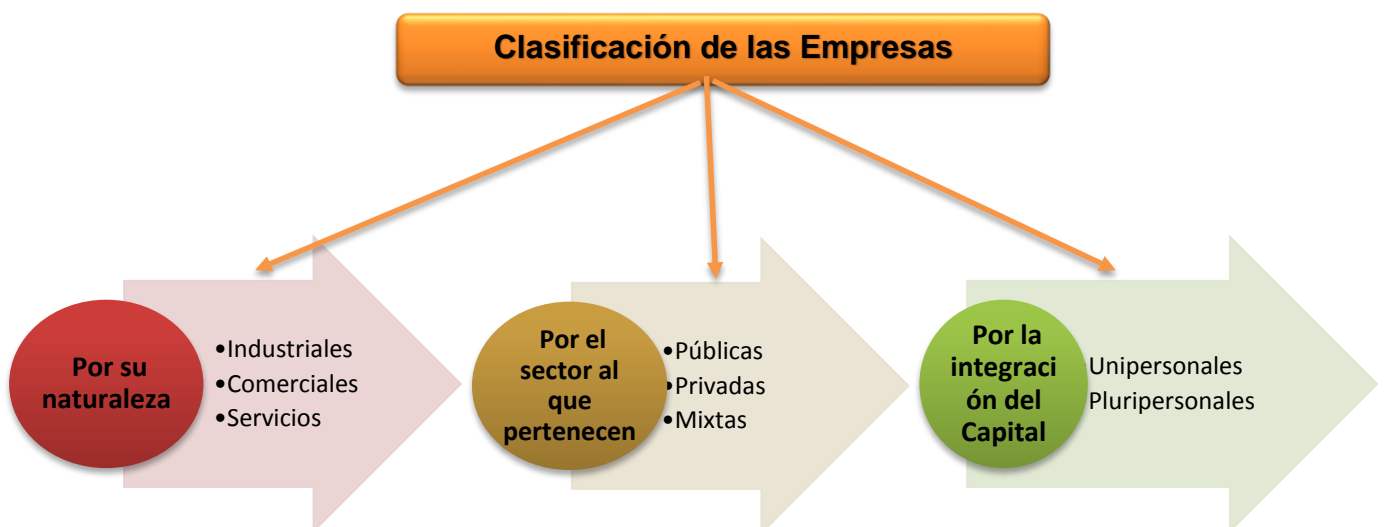 Clasificación de las Empresas
Por su
naturaleza
•Industriales
•Comerciales
•Servicios
Por el
sector al
que
pertenecen
•Públicas
•Privadas
•Mixtas
Por la
integraci
ón del
Capital
•Unipersonales
Pluripersonales